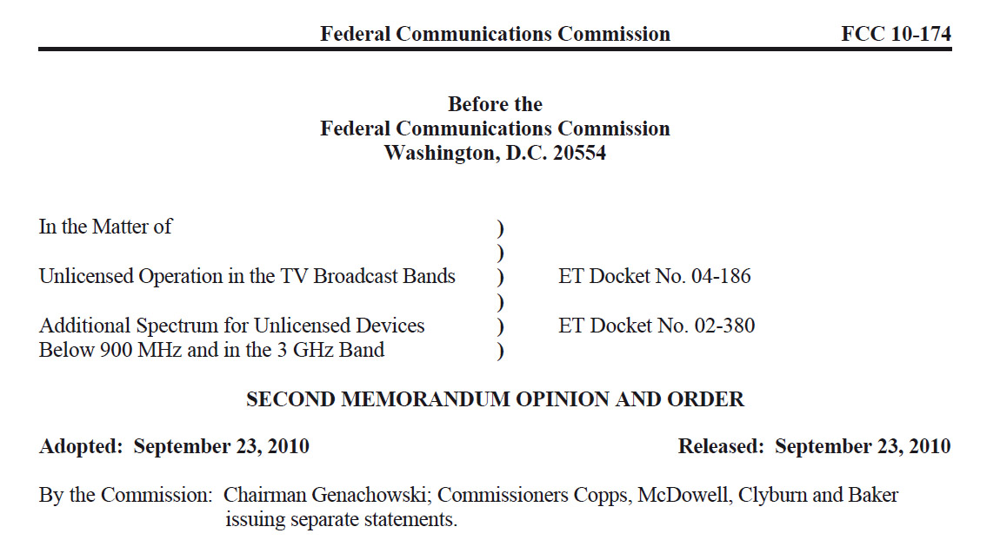 Federal Communications Commission FCC 10-174
Before the
Federal Communications Commission
Washington, D.C. 20554
In the Matter of )
)
Unlicensed Operation in the TV Broadcast Bands ) ET Docket No. 04-186
)
Additional Spectrum for Unlicensed Devices ) ET Docket No. 02-380
Below 900 MHz and in the 3 GHz Band )
SECOND MEMORANDUM OPINION AND ORDER
Adopted: September 23, 2010 Released: September 23, 2010
By the Commission: Chairman Genachowski; Commissioners Copps, McDowell, Clyburn and Baker
issuing separate statements.